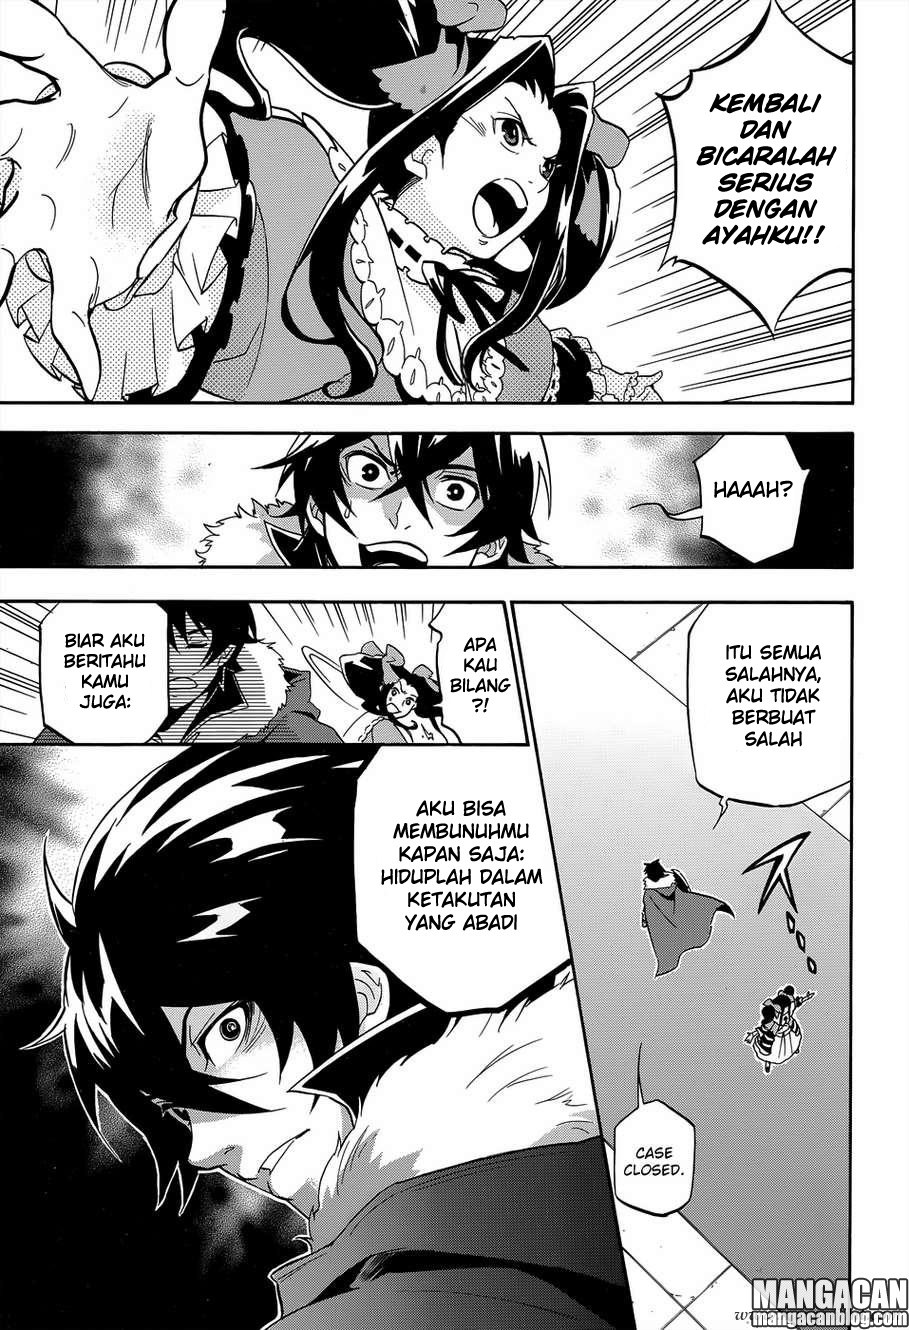 KEMBALI
DAN
BICARALAH
SERIUS
DENGAN
AYAHKU!!
HAAAH?
ITU SEMUA
SALAHNYA,
AKU TIDAK
BERBUAT
SALAH
CASE
CLOSED.
APA
KAU
BILANG
?!
BIAR AKU
BERITAHU
KAMU
JUGA:
AKU BISA
MEMBUNUHMU
KAPAN SAJA:
HIDUPLAH DALAM
KETAKUTAN
YANG ABADI
MANGACAN
mangacanblog.com